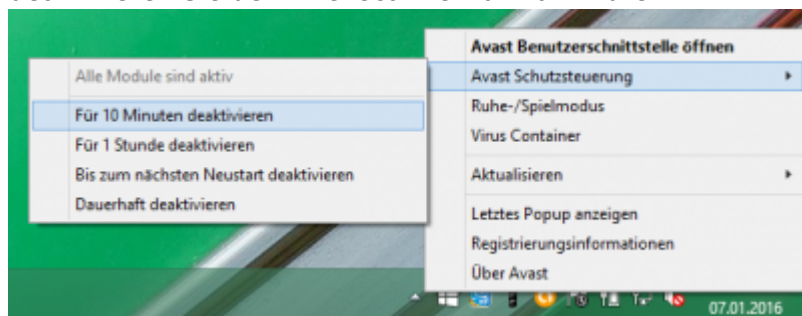 Avast Benutzerschnittstelle öffnen
Avast Schutzsteuerung
Ruhe-/Spielmodus
Virus Container
Aktualisieren
Letztes Popup anzeigen
Registrierungsinformationen
Über Avast
Alle Module sind aktiv
Für 10 Minuten deaktivieren
Für 1 Stunde deaktivieren
Bis zum nächsten Neustart deaktivieren
Dauerhaft deaktivieren
07.01.2016